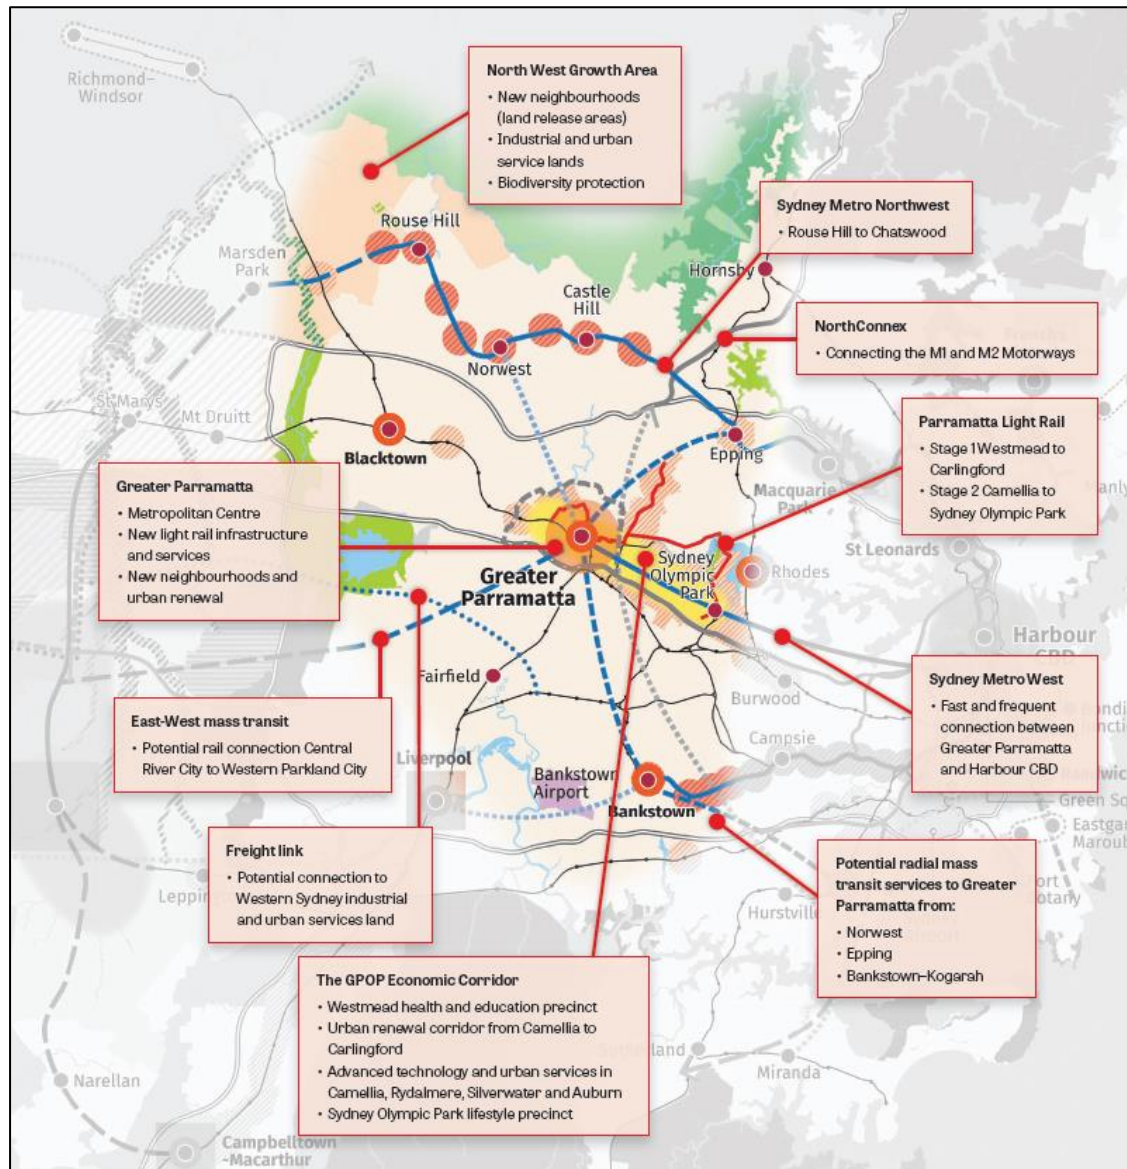 Richmond–
Windsor
North West Growth Area
• New neighbourhoods
(land release areas)
• Industrial and urban
service lands
• Biodiversity protection
Sydney Metro Northwest
• Rouse Hill to Chatswood
Rouse Hill
Marsden
Park
Hornsby
Castle
Hill
NorthConnex
• Connecting the M1 and M2 Motorways
Norwest
St Marys
Mt Druitt
Blacktown
Epping
Parramatta Light Rail
• Stage 1 Westmead to
Carlingford
• Stage 2 Camellia to
Sydney Olympic Park
Macquarie
Park
Manly
Greater Parramatta
• Metropolitan Centre
• New light rail infrastructure
and services
• New neighbourhoods and
urban renewal
St Leonards
Sydney
Olympic
Park
Rhodes
Greater
Parramatta
Harbour
CBD
Fairfield
Burwood
Sydney Metro West
• Fast and frequent
connection between
Greater Parramatta
and Harbour CBD
East-West mass transit
• Potential rail connection Central
River City to Western Parkland City
Liverpool
Campsie
Bankstown
Airport
Bankstown
Green Sq
Eastgar
Maroub
Freight link
• Potential connection to
Western Sydney industrial
and urban services land
Potential radial mass
transit services to Greater
Parramatta from:
• Norwest
• Epping
• Bankstown–Kogarah
Leppin
Hurstville
ort
otany
The GPOP Economic Corridor
• Westmead health and education precinct
• Urban renewal corridor from Camellia to
Carlingford
• Advanced technology and urban services in
Camellia, Rydalmere, Silverwater and Auburn
• Sydney Olympic Park lifestyle precinct
Miranda
Narellan
Campbelltown
-Macarthur